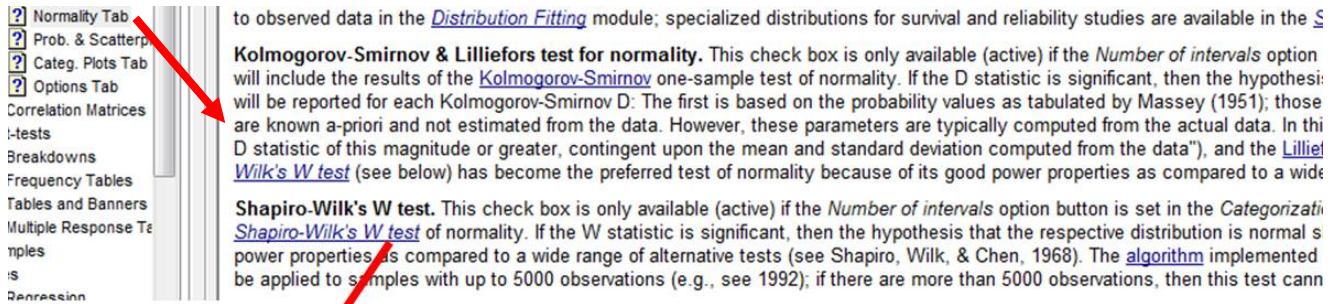 Normality Tab
Prob. & Scatterp
Categ. Plots Tab
Options Tab
Correlation Matrices
t-tests
Breakdowns
Frequency Tables
Tables and Banners
Multiple Response Ta
mples
es
Regression
to observed data in the Distribution Fitting module; specialized distributions for survival and reliability studies are available in the S
Kolmogorov-Smirnov & Lilliefors test for normality. This check box is only available (active) if the Number of intervals option
will include the results of the Kolmogorov-Smirnov one-sample test of normality. If the D statistic is significant, then the hypothesis
will be reported for each Kolmogorov-Smirnov D: The first is based on the probability values as tabulated by Massey (1951); those
are known a-priori and not estimated from the data. However, these parameters are typically computed from the actual data. In thi
D statistic of this magnitude or greater, contingent upon the mean and standard deviation computed from the data"), and the Lillief
Wilk's W test (see below) has become the preferred test of normality because of its good power properties as compared to a wide
Shapiro-Wilk's W test. This check box is only available (active) if the Number of intervals option button is set in the Categorizati
Shapiro-Wilk's W test of normality. If the W statistic is significant, then the hypothesis that the respective distribution is normal s
power properties as compared to a wide range of alternative tests (see Shapiro, Wilk, & Chen, 1968). The algorithm implemented
be applied to samples with up to 5000 observations (e.g., see 1992); if there are more than 5000 observations, then this test cann